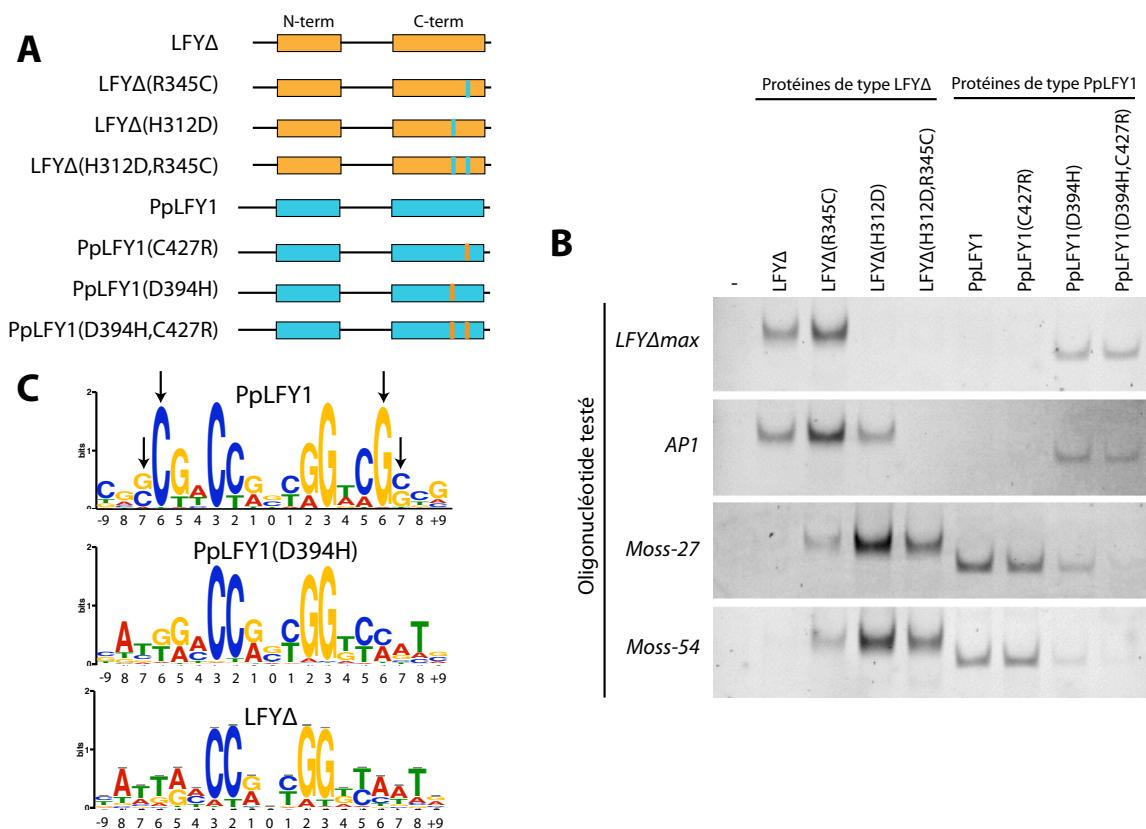 A
N-term C-term
LFYΔ
LFYΔ(R345C)
LFYΔ(H312D)
LFYΔ(H312D,R345C)
PpLFY1
PpLFY1(C427R)
PpLFY1(D394H)
PpLFY1(D394H,C427R)
B
Protéines de type LFYΔ
Protéines de type PpLFY1
-
LFYΔ
LFYΔ(R345C)
LFYΔ(H312D)
LFYΔ(H312D,R345C)
PpLFY1
PpLFY1(C427R)
PpLFY1(D394H)
PpLFY1(D394H,C427R)
Oligonucléotide testé
LFYΔmax
AP1
Moss-27
Moss-54
C
PpLFY1
bits
2
1
0
-9 8 7 6 5 4 3 2 1 0 1 2 3 4 5 6 7 8 +9
PpLFY1(D394H)
bits
2
1
0
-9 8 7 6 5 4 3 2 1 0 1 2 3 4 5 6 7 8 +9
LFYΔ
bits
2
1
0
-9 8 7 6 5 4 3 2 1 0 1 2 3 4 5 6 7 8 +9